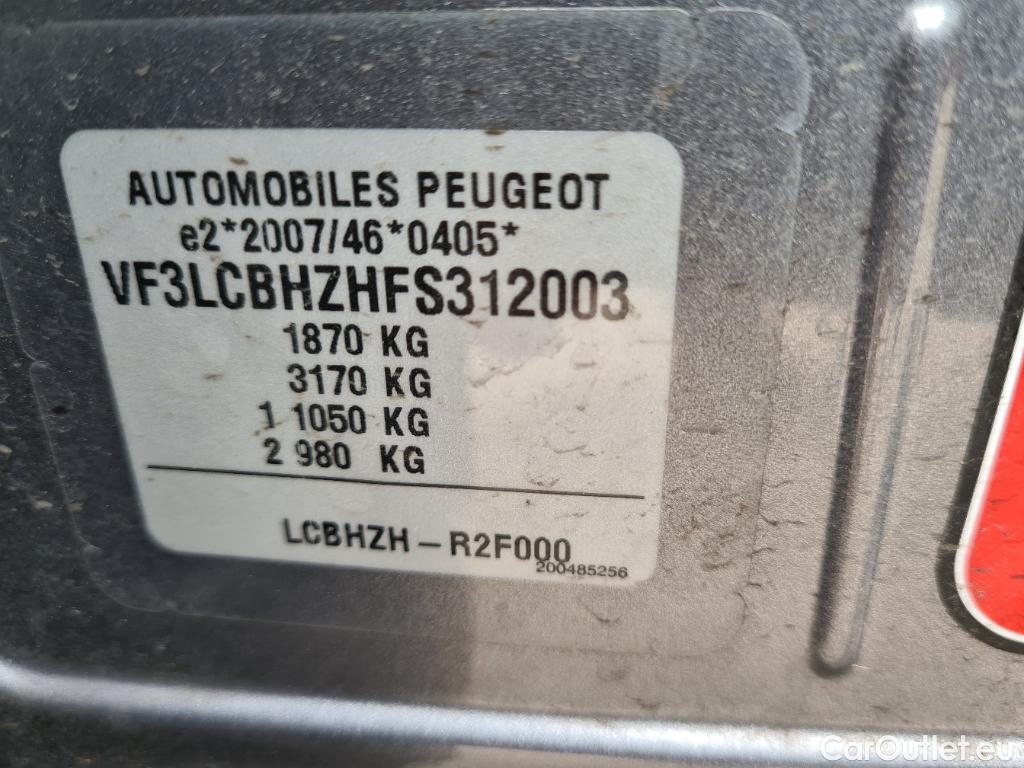 AUTOMOBILES PEUGEOT
e2*2007/46*0405*
VF3LCBHZHFS312003
1870 KG
3170 KG
1 1050 KG
2 980 KG
LCBHZH – R2F000
200485256
CarOutlet.eu